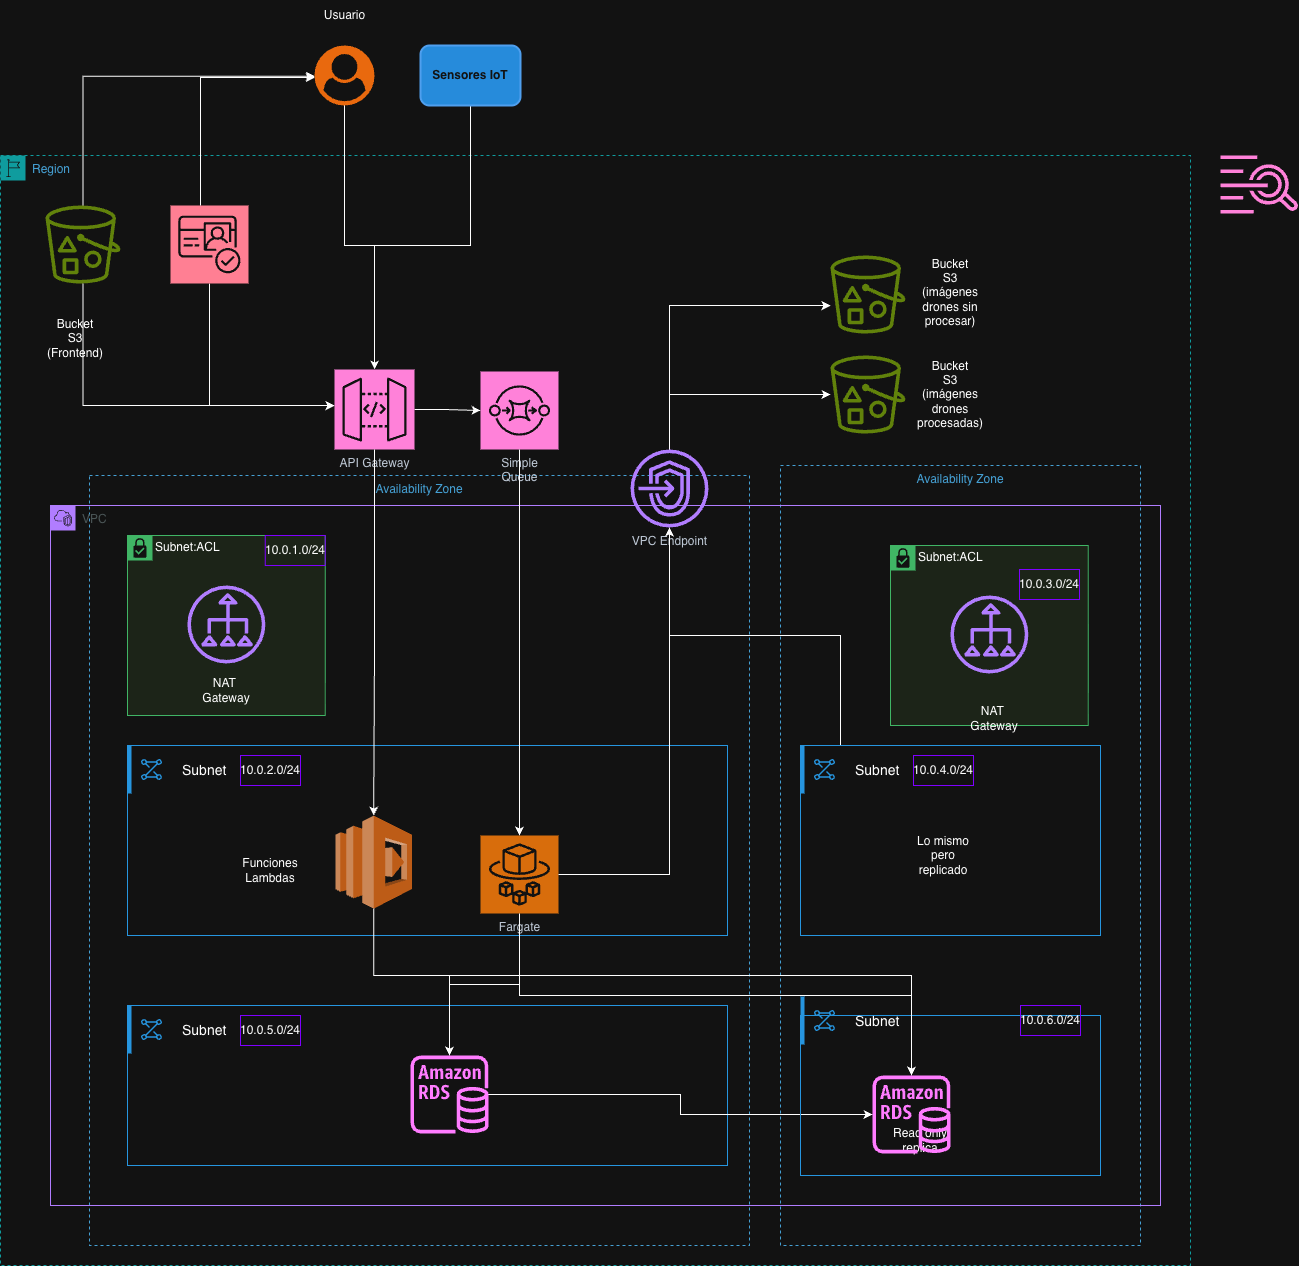 Usuario
Sensores IoT
Region
Bucket
S3
(Frontend)
Bucket
S3
(imágenes
drones sin
procesar)
Bucket
S3
(imágenes
drones
procesadas)
API Gateway
Simple
Queue
Availability Zone
Availability Zone
VPC
VPC Endpoint
Subnet:ACL
10.0.1.0/24
NAT
Gateway
Subnet:ACL
10.0.3.0/24
NAT
Gateway
Subnet
10.0.2.0/24
Funciones
Lambdas
Fargate
Subnet
10.0.4.0/24
Lo mismo
pero
replicado
Subnet
10.0.5.0/24
Amazon
RDS
Subnet
10.0.6.0/24
Amazon
RDS
Read only
replica